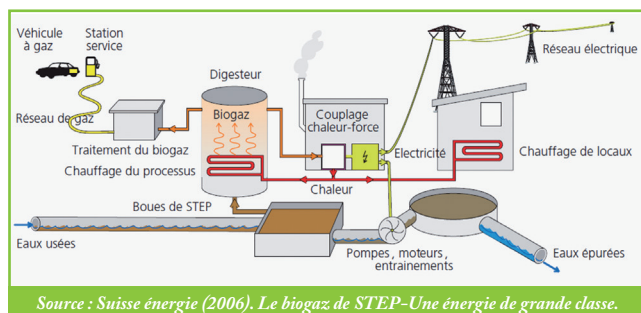 Véhicule
à gaz
Station
service
Réseau électrique
Digesteur
Réseau de gaz
Biogaz
Couplage
chaleur-force
Traitement du biogaz
Electricité
Chauffage de locaux
Chauffage du processus
Chaleur
Boues de STEP
Eaux usées
Pompes, moteurs,
entrainements
Eaux épurées
Source : Suisse énergie (2006). Le biogaz de STEP-Une énergie de grande classe.